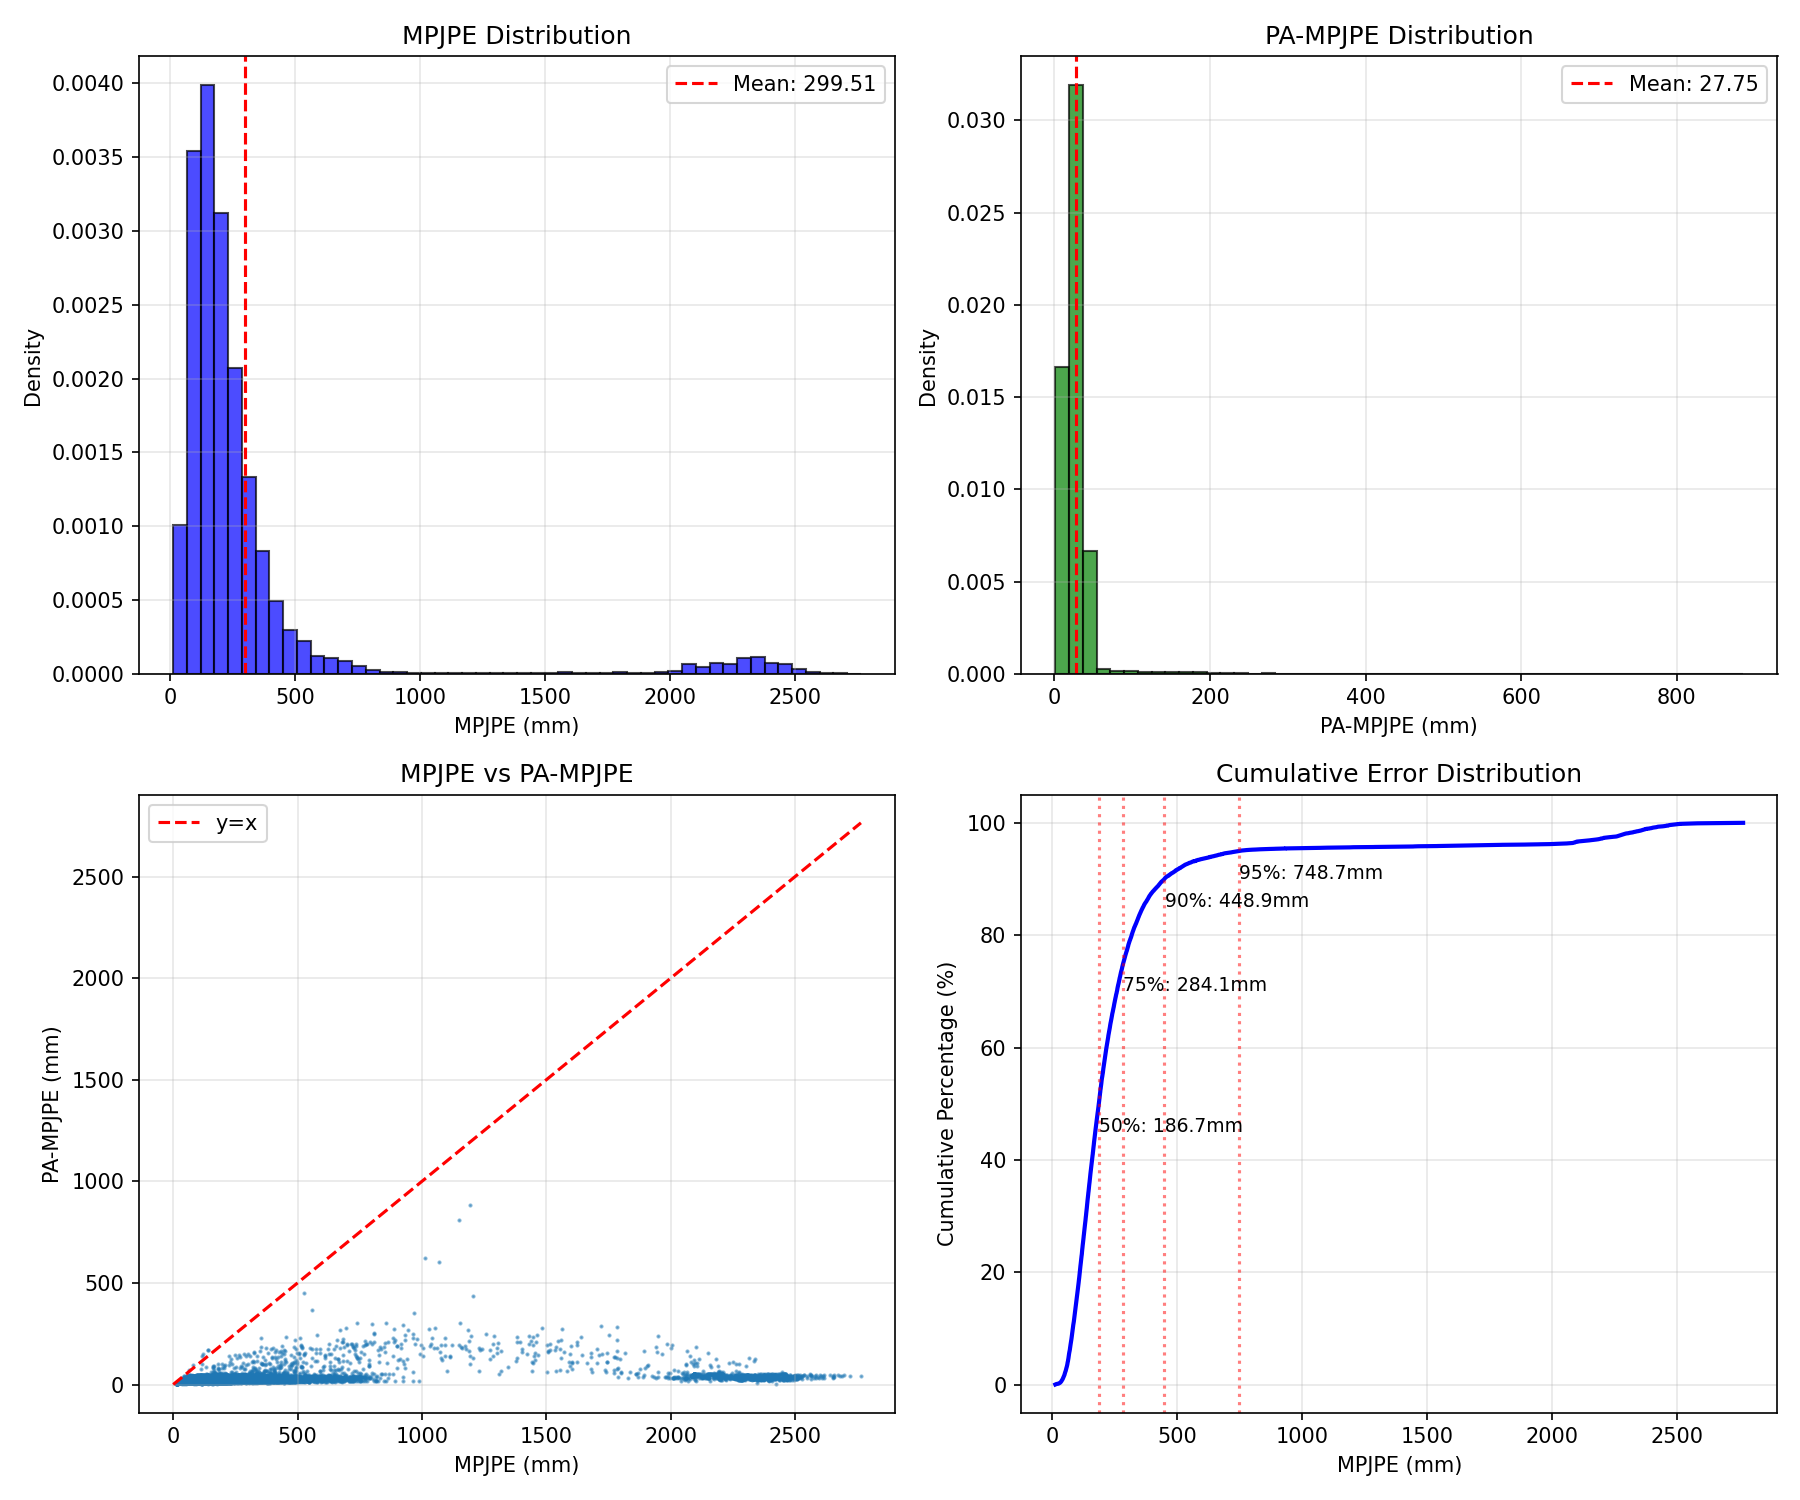 MPJPE Distribution
Mean: 299.51
0.0040
0.0035
0.0030
0.0025
0.0020
0.0015
0.0010
0.0005
0.0000
Density
0 500 1000 1500 2000 2500
MPJPE (mm)
PA-MPJPE Distribution
Mean: 27.75
0.030
0.025
0.020
0.015
0.010
0.005
0.000
Density
0 200 400 600 800
PA-MPJPE (mm)
MPJPE vs PA-MPJPE
y=x
2500
2000
1500
1000
500
0
PA-MPJPE (mm)
0 500 1000 1500 2000 2500
MPJPE (mm)
Cumulative Error Distribution
100
80
60
40
20
0
Cumulative Percentage (%)
95%: 748.7mm
90%: 448.9mm
75%: 284.1mm
50%: 186.7mm
0 500 1000 1500 2000 2500
MPJPE (mm)